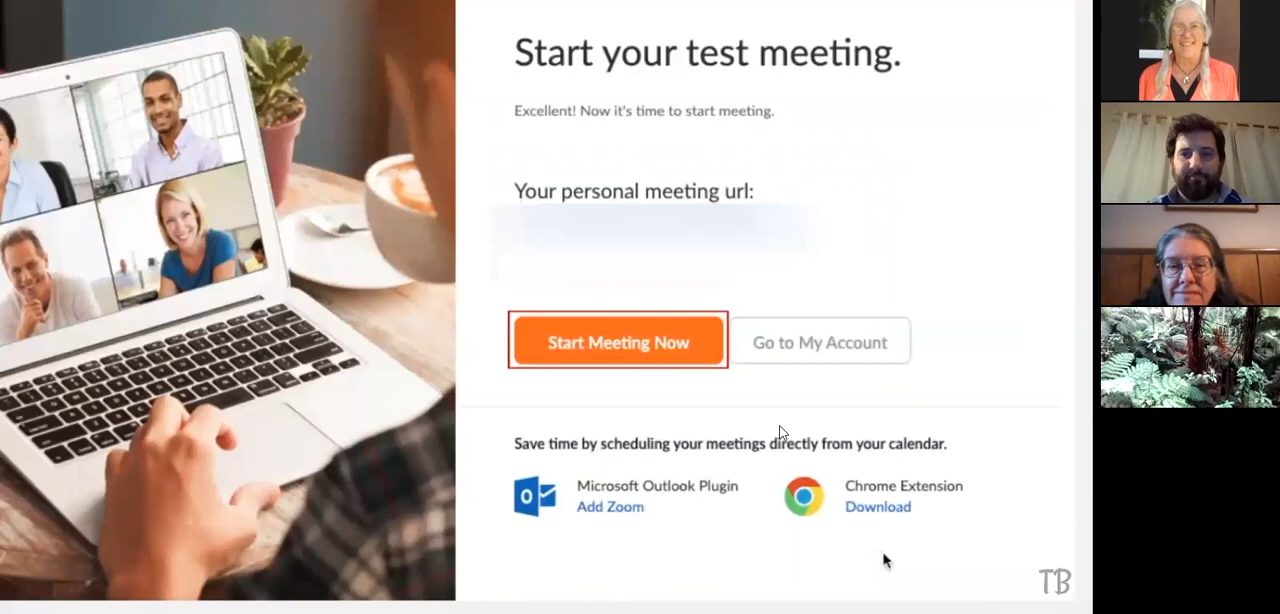 Start your test meeting.
Excellent! Now it's time to start meeting.
Your personal meeting url:
Start Meeting Now
Go to My Account
Save time by scheduling your meetings directly from your calendar.
Microsoft Outlook Plugin
Add Zoom
Chrome Extension
Download
TB